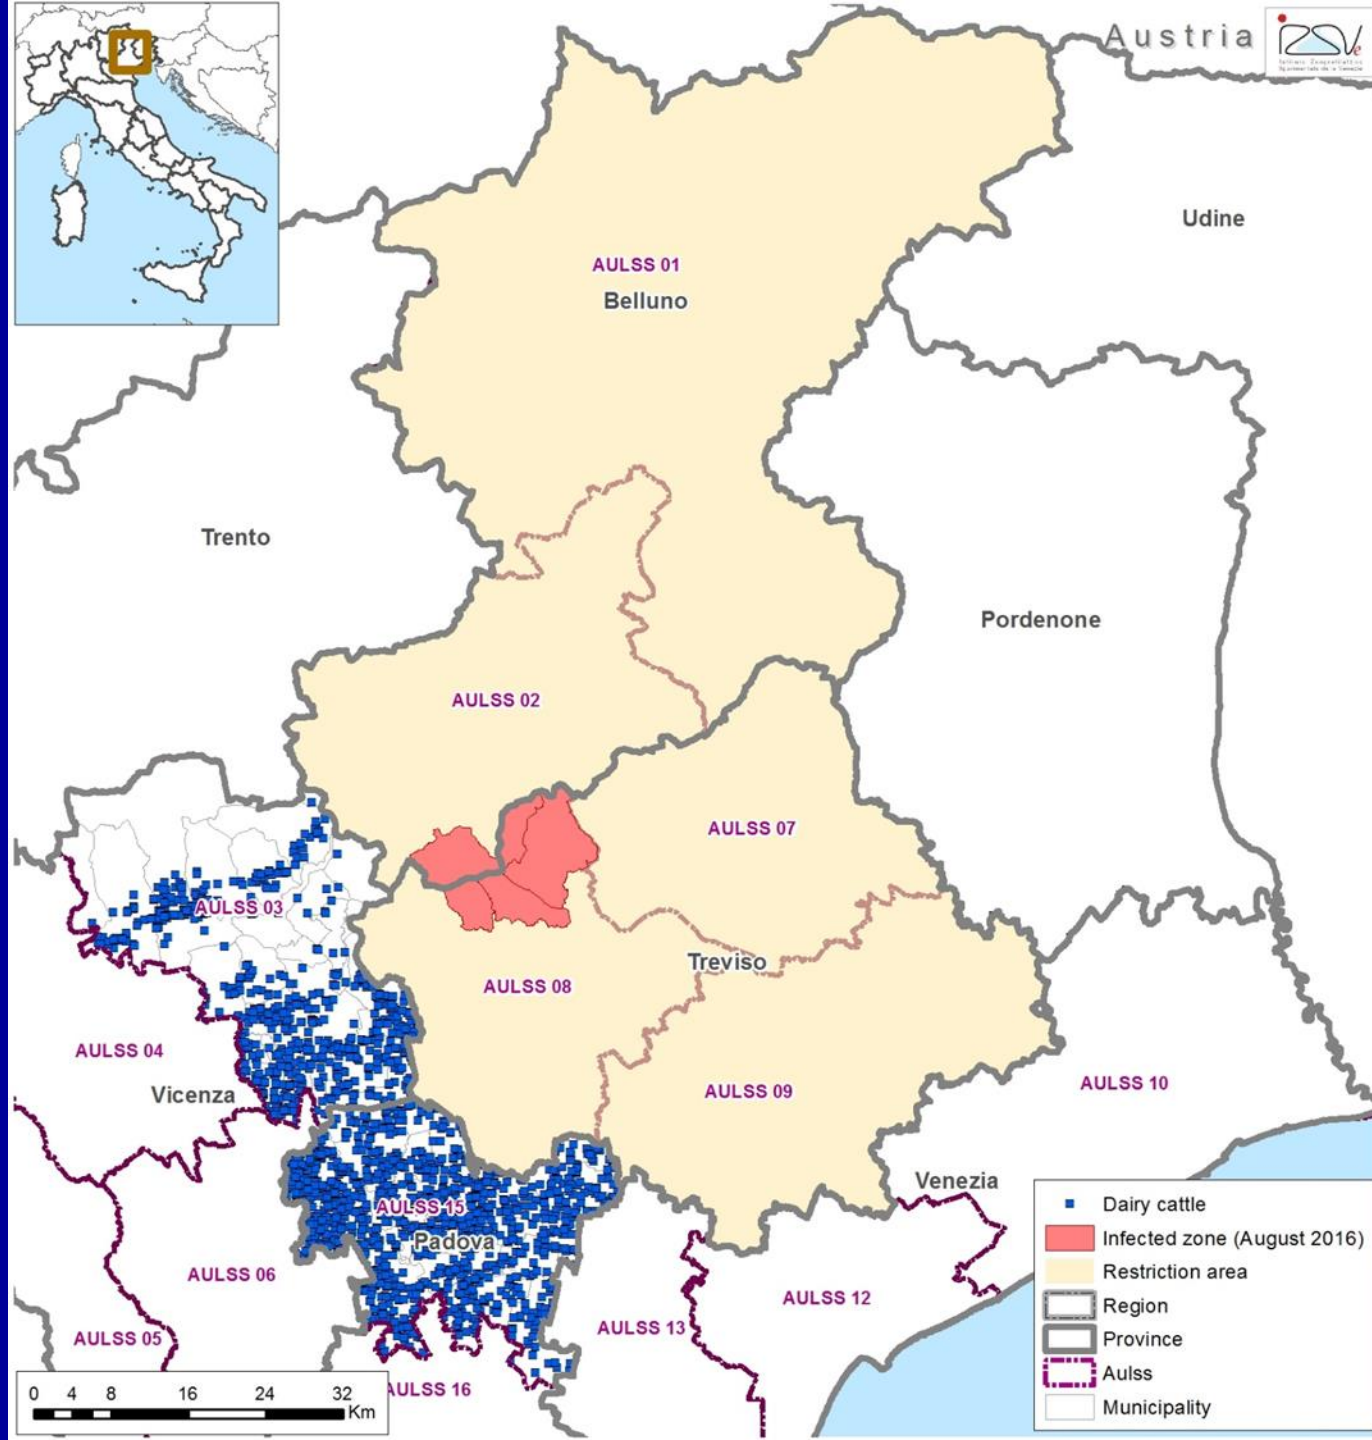 Austria
IZSVe
Udine
AULSS 01
Belluno
Trento
Pordenone
AULSS 02
AULSS 07
AULSS 03
Treviso
AULSS 08
AULSS 04
Vicenza
AULSS 09
AULSS 10
Venezia
AULSS 15
Padova
AULSS 06
AULSS 12
AULSS 13
AULSS 05
AULSS 16
Dairy cattle
Infected zone (August 2016)
Restriction area
Region
Province
Aulss
Municipality
0 4 8 16 24 32
Km